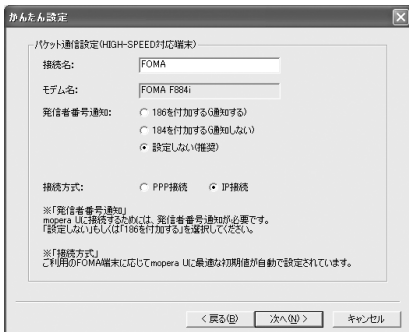 かんたん設定
パケット通信設定(HIGH-SPEED対応端末)
接続名: FOMA
モデム名: FOMA F884i
発信者番号通知: 186を付加する(通知する)
184を付加する(通知しない)
設定しない(推奨)
接続方式: PPP接続 IP接続
※「発信者番号通知」
mopera Uに接続するためには、発信者番号通知が必要です。
「設定しない」もしくは「186を付加する」を選択してください。
※「接続方式」
ご利用のFOMA端末に応じてmopera Uに最適な初期値が自動で設定されています。
< 戻る(B) 次へ(N) > キャンセル